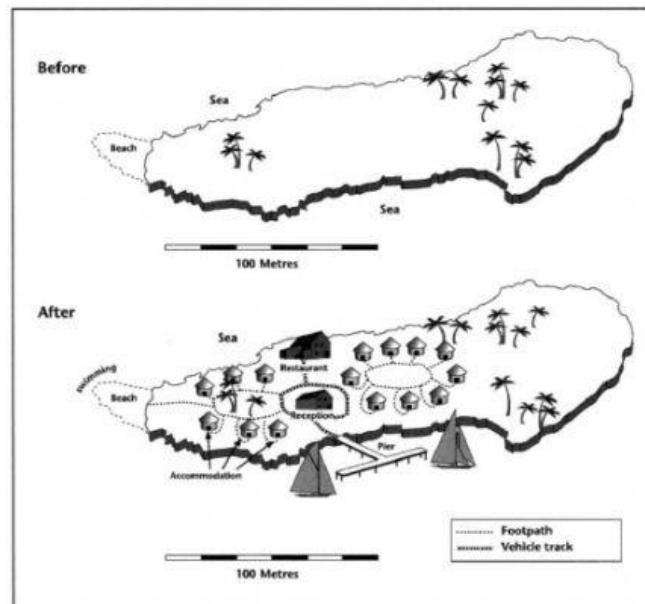 Before
Sea
Beach
Sea
100 Metres
After
Sea
swimming
Beach
Restaurant
Reception
Pier
Accommodation
Footpath
Vehicle track
100 Metres